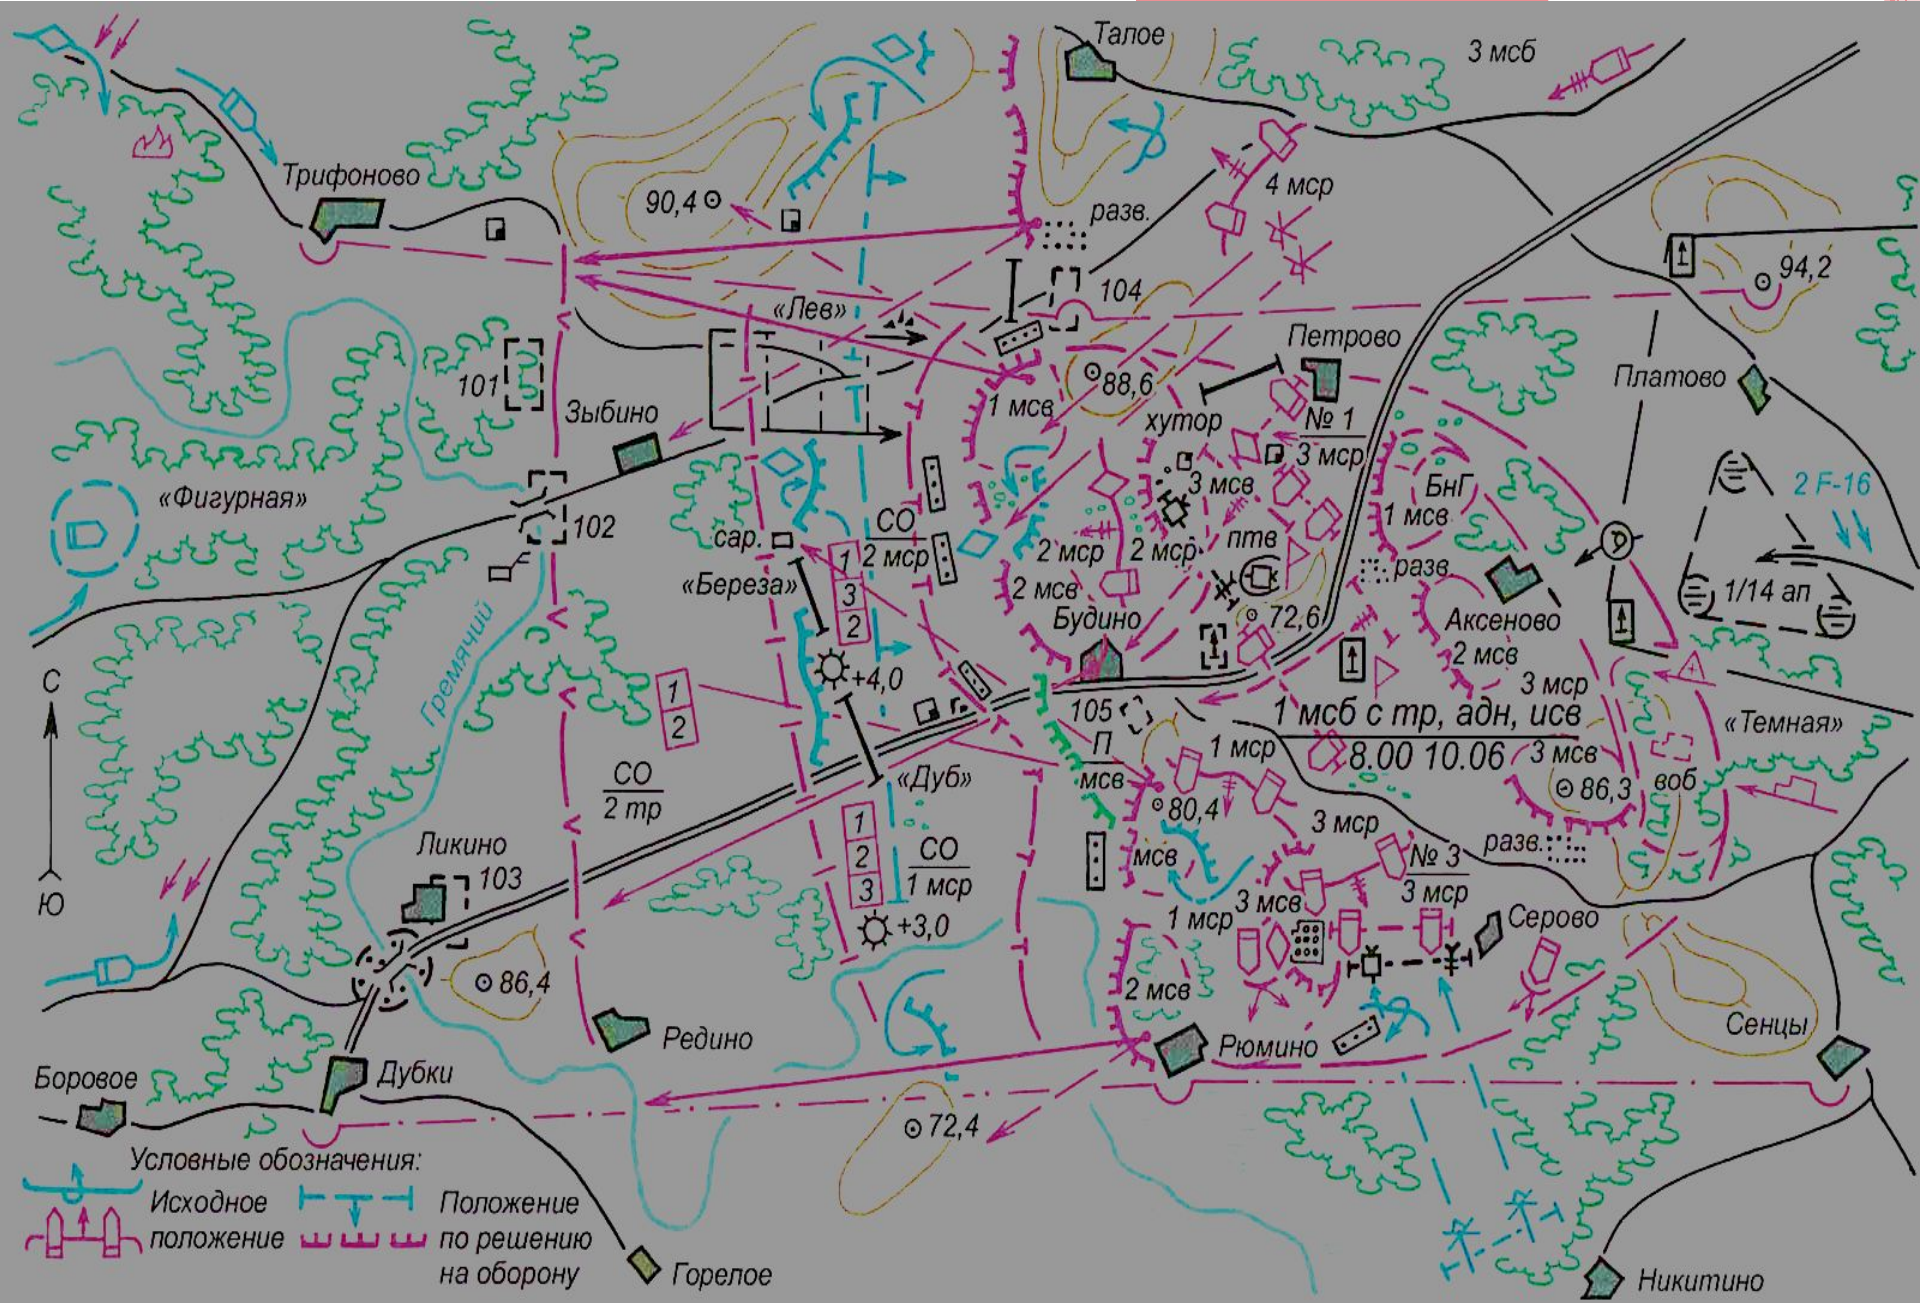 Талое
3 мсб
Трифоново
4 мср
90,4
разв.
94,2
104
«Лев»
Петрово
Платово
101
88,6
1 мсв
хутор
№ 1
3 мср
Зыбино
БнГ
1 мсв
2 F-16
«Фигурная»
3 мсв
СО
2 мср
102
сар.
2 мср
2 мср
птв
разв.
1/14 ап
«Береза»
1
3
2
2 мсв
Будино
72,6
Аксеново
2 мсв
Гремячий
С
+4,0
3 мср
1
2
105
1 мсб с тр, адн, исв
8.00 10.06
«Темная»
1 мср
П
мсв
3 мсв
СО
2 тр
«Дуб»
80,4
86,3
воб
1
2
3
СО
1 мср
3 мср
разв.
Ликино
мсв
№ 3
3 мср
103
Ю
1 мср
3 мсв
Серово
+3,0
86,4
2 мсв
Сенцы
Редино
Рюмино
Боровое
Дубки
72,4
Условные обозначения:
Исходное
положение
Положение
по решению
на оборону
Горелое
Никитино